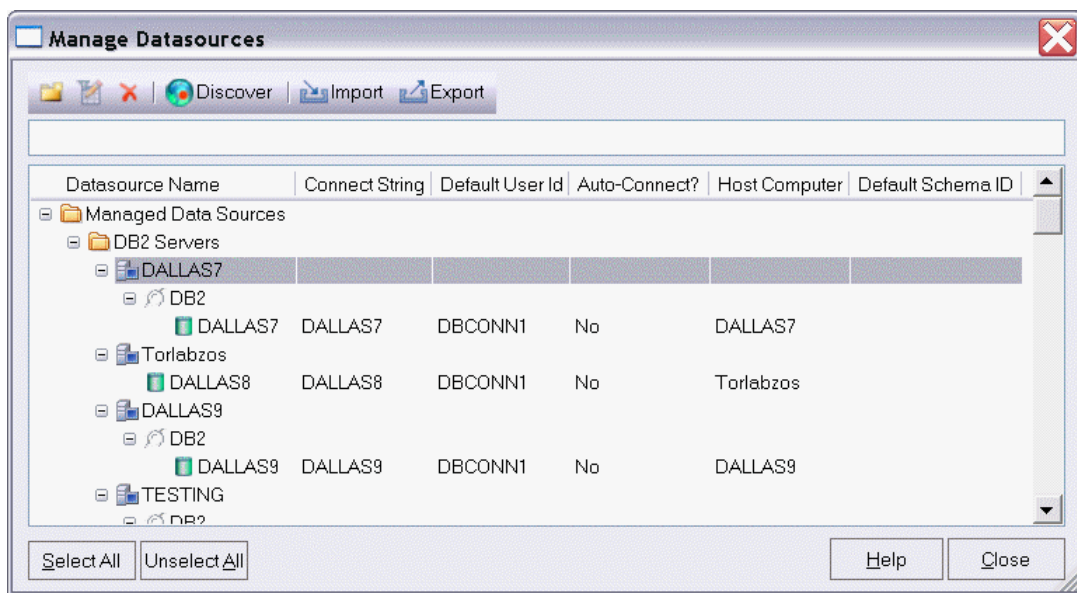 Manage Datasources
Discover Import Export
Datasource Name Connect String Default User Id Auto-Connect? Host Computer Default Schema ID
Managed Data Sources
DB2 Servers
DALLAS7
DB2
DALLAS7 DALLAS7 DBCONN1 No DALLAS7
Torlabzos
DALLAS8 DALLAS8 DBCONN1 No Torlabzos
DALLAS9
DB2
DALLAS9 DALLAS9 DBCONN1 No DALLAS9
TESTING
DB2
Select All Unselect All Help Close